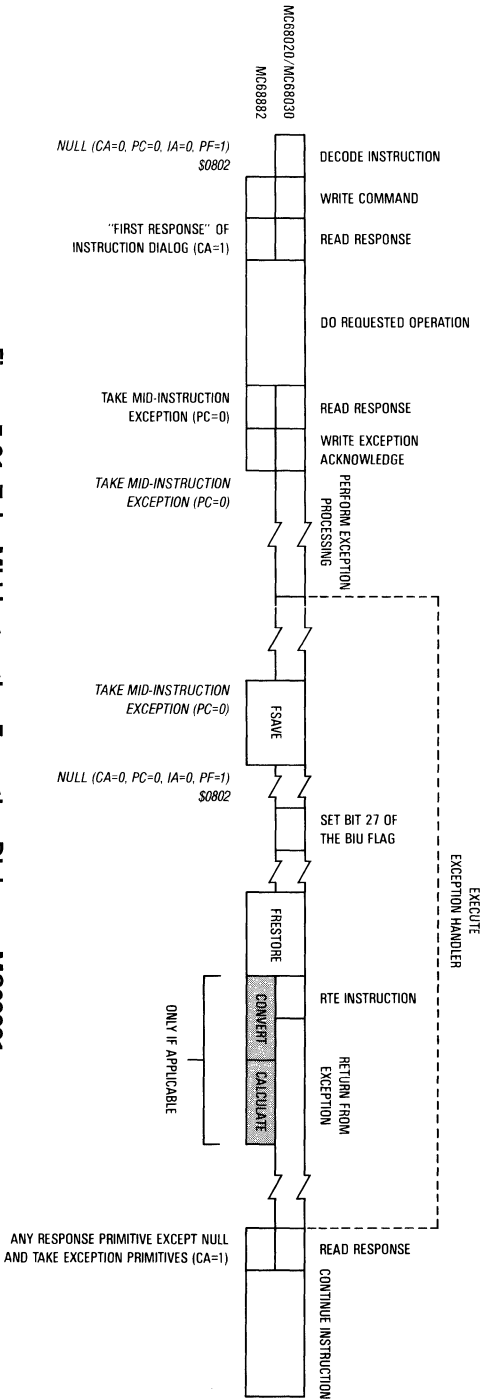 MC68020/MC68030
MC68882
NULL (CA=0, PC=0, IA=0, PF=1)
$0802
DECODE INSTRUCTION
WRITE COMMAND
"FIRST RESPONSE" OF
INSTRUCTION DIALOG (CA=1)
READ RESPONSE
DO REQUESTED OPERATION
TAKE MID-INSTRUCTION
EXCEPTION (PC=0)
READ RESPONSE
WRITE EXCEPTION
ACKNOWLEDGE
TAKE MID-INSTRUCTION
EXCEPTION (PC=0)
PERFORM EXCEPTION
PROCESSING
TAKE MID-INSTRUCTION
EXCEPTION (PC=0)
FSAVE
NULL (CA=0, PC=0, IA=0, PF=1)
$0802
SET BIT 27 OF
THE BIU FLAG
EXECUTE
EXCEPTION HANDLER
FRESTORE
RTE INSTRUCTION
CONVERT
CALCULATE
ONLY IF APPLICABLE
RETURN FROM
EXCEPTION
ANY RESPONSE PRIMITIVE EXCEPT NULL
AND TAKE EXCEPTION PRIMITIVES (CA=1)
READ RESPONSE
CONTINUE INSTRUCTION